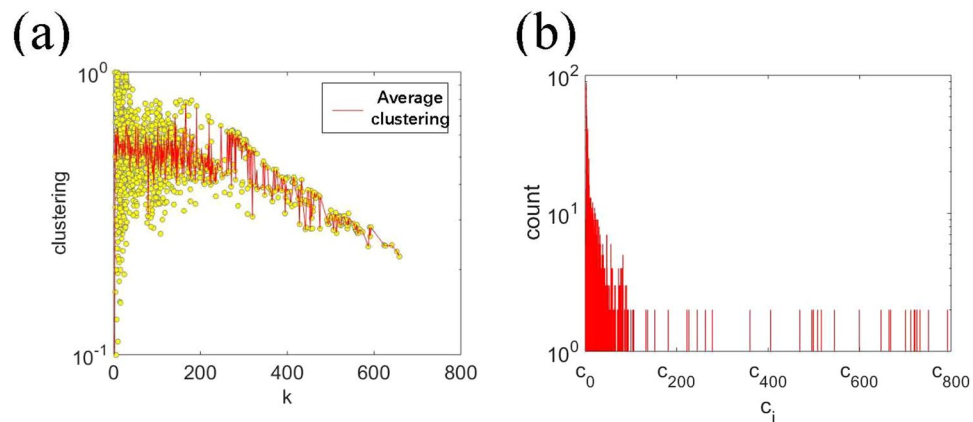 (a) (b)
10^0
10^-1
clustering
Average
clustering
0 200 400 600 800
k
10^2
10^1
10^0
count
c_0 c_200 c_400 c_600 c_800
c_i